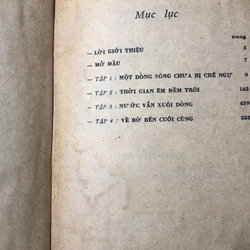 Mục lục
trang
— LỜI GIỚI THIỆU 5
— MỞ ĐẦU 7
— TẬP 1 : MỘT DÒNG SÔNG CHƯA BỊ CHẾ NGỰ 9
— TẬP 2 : THỜI GIAN ÊM ĐỀM TRÔI 163
— TẬP 3 : NƯỚC VẪN XUÔI DÒNG 459
— TẬP 4 : VỀ BỜ BẾN CUỐI CÙNG 553